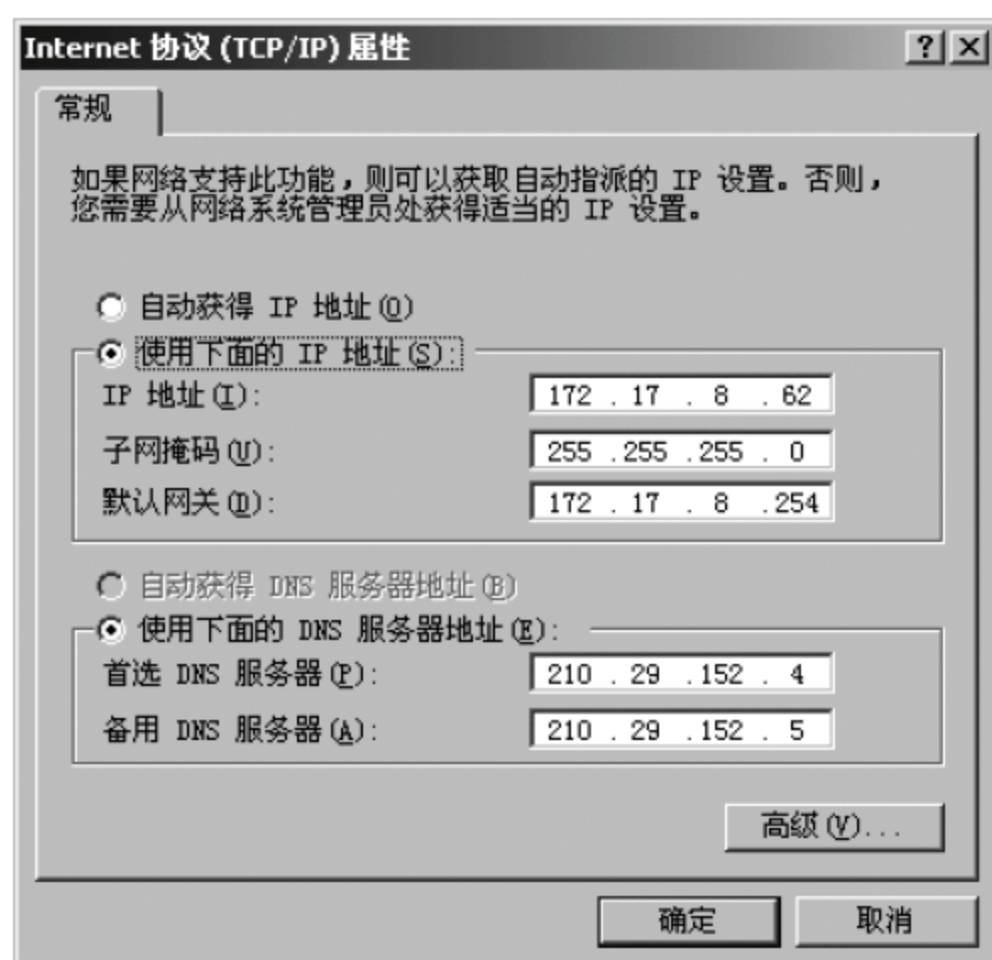 Internet 协议 (TCP/IP) 属性
常规
如果网络支持此功能，则可以获取自动指派的 IP 设置。否则，
您需要从网络系统管理员处获得适当的 IP 设置。
自动获得 IP 地址(O)
使用下面的 IP 地址(S):
IP 地址(I): 172 . 17 . 8 . 62
子网掩码(U): 255 .255 .255 . 0
默认网关(D): 172 . 17 . 8 .254
自动获得 DNS 服务器地址(B)
使用下面的 DNS 服务器地址(E):
首选 DNS 服务器(P): 210 . 29 .152 . 4
备用 DNS 服务器(A): 210 . 29 .152 . 5
高级(V)...
确定 取消